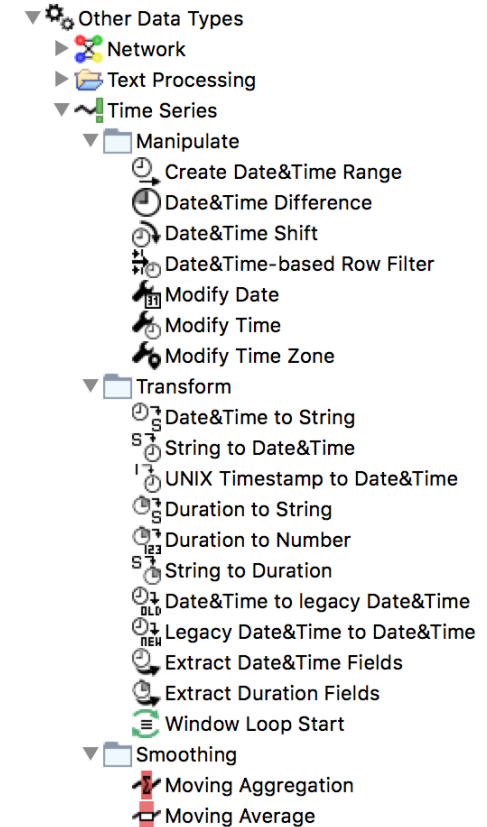 Other Data Types
Network
Text Processing
Time Series
Manipulate
Create Date&Time Range
Date&Time Difference
Date&Time Shift
Date&Time-based Row Filter
Modify Date
Modify Time
Modify Time Zone
Transform
Date&Time to String
String to Date&Time
UNIX Timestamp to Date&Time
Duration to String
Duration to Number
String to Duration
Date&Time to legacy Date&Time
Legacy Date&Time to Date&Time
Extract Date&Time Fields
Extract Duration Fields
Window Loop Start
Smoothing
Moving Aggregation
Moving Average